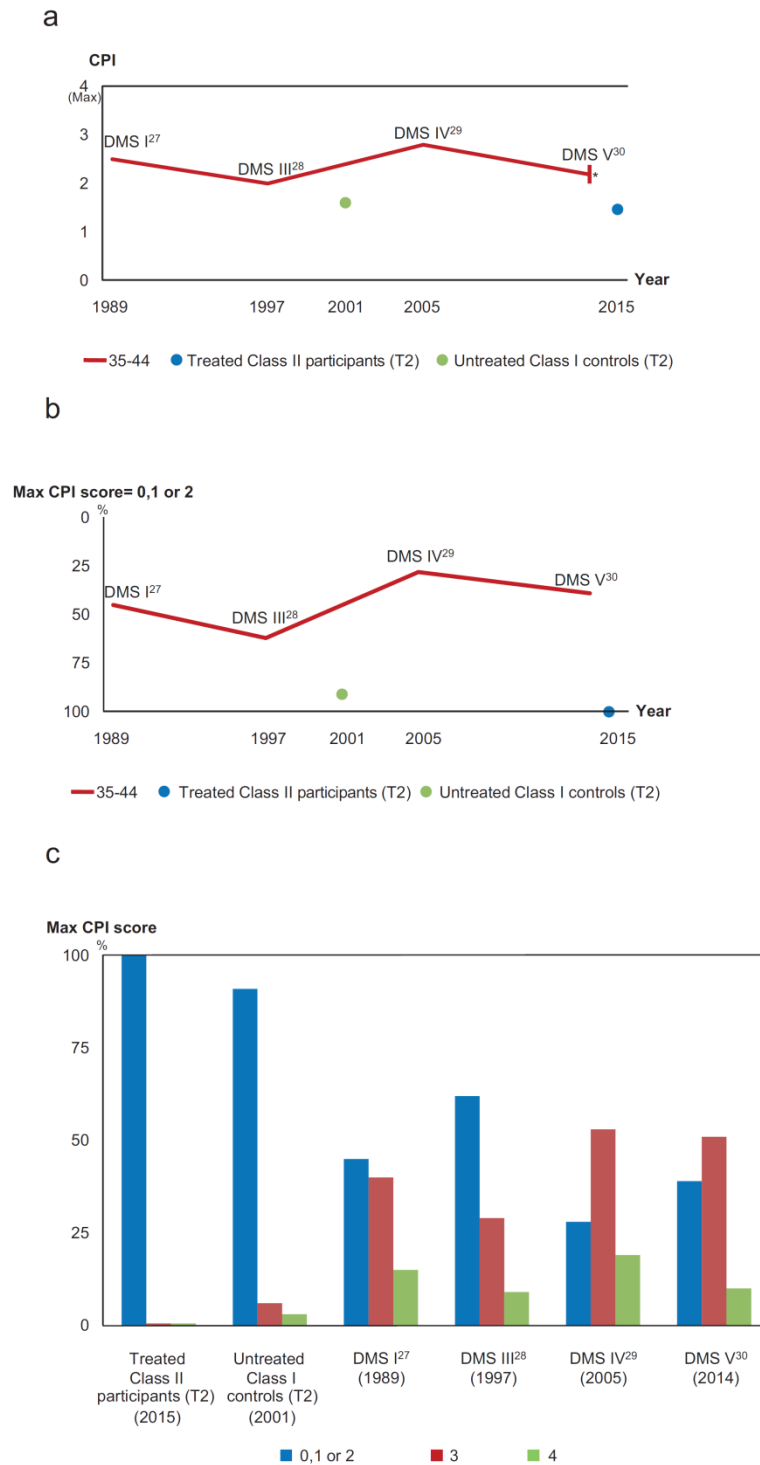 a
CPI
4
(Max)
3
2
1
0
DMS I²⁷
DMS III²⁸
DMS IV²⁹
DMS V³⁰
*
Year
1989 1997 2001 2005 2015
35-44 Treated Class II participants (T2) Untreated Class I controls (T2)
b
Max CPI score= 0,1 or 2
%
0
25
50
75
100
DMS I²⁷
DMS III²⁸
DMS IV²⁹
DMS V³⁰
Year
1989 1997 2001 2005 2015
35-44 Treated Class II participants (T2) Untreated Class I controls (T2)
c
Max CPI score
%
100
75
50
25
0
Treated
Class II
participants (T2)
(2015)
Untreated
Class I
controls (T2)
(2001)
DMS I²⁷
(1989)
DMS III²⁸
(1997)
DMS IV²⁹
(2005)
DMS V³⁰
(2014)
0,1 or 2 3 4